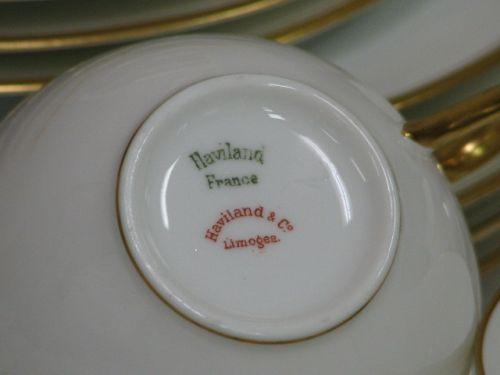 Haviland
France
Haviland & Co
Limoges.